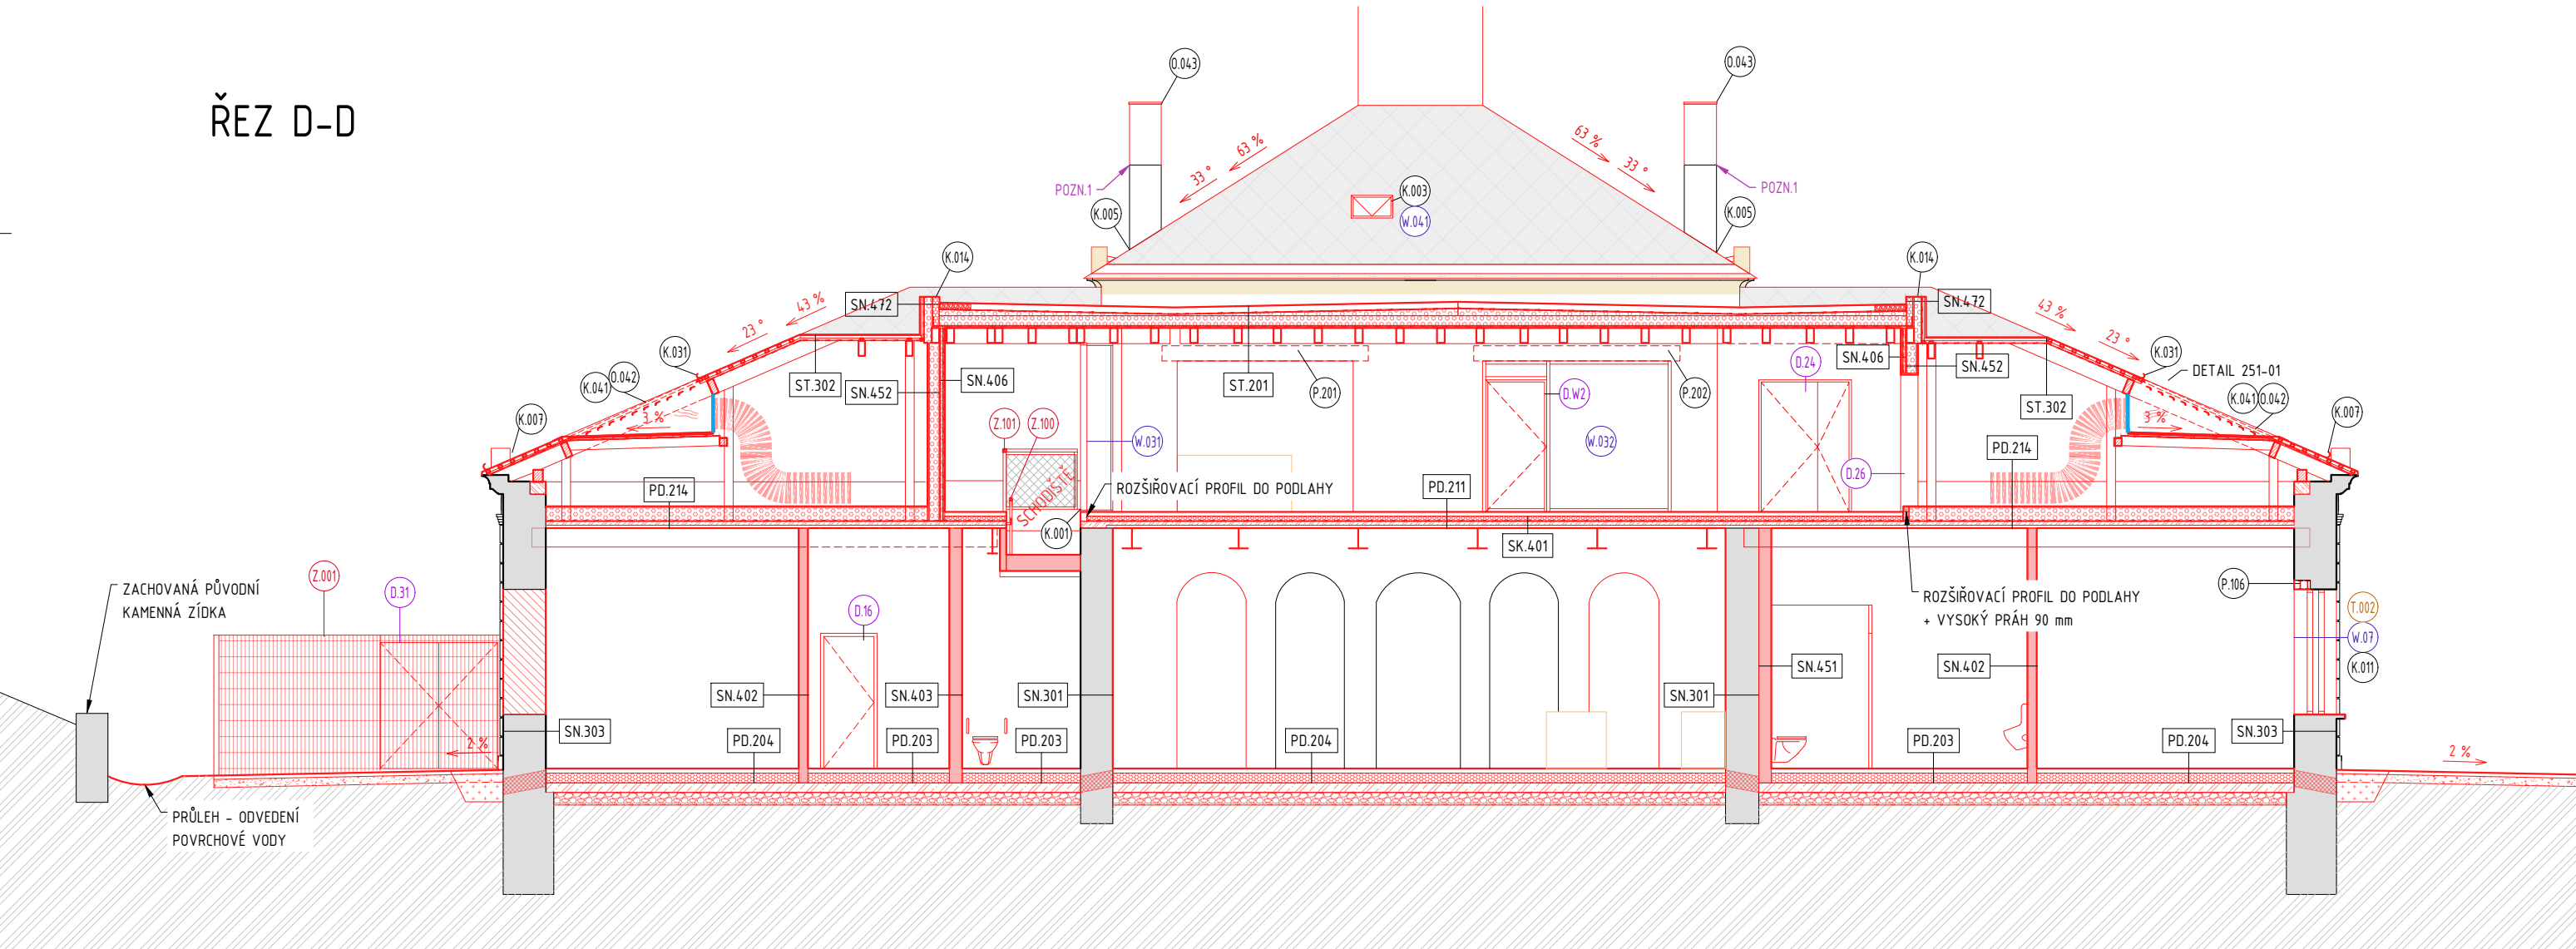 ŘEZ D-D
O.043
O.043
63 %
33 °
63 %
33 °
POZN.1
POZN.1
K.003
W.041
K.005
K.005
K.014
K.014
SN.472
SN.472
43 %
23 °
43 %
23 °
K.031
K.031
DETAIL 251-01
K.041
O.042
K.041
O.042
K.007
K.007
3 %
3 %
ST.302
SN.452
SN.406
ST.201
P.201
D.W2
P.202
D.24
SN.406
SN.452
ST.302
Z.101
Z.100
W.031
W.032
D.26
PD.214
PD.214
SCHODIŠTĚ
ROZŠIŘOVACÍ PROFIL DO PODLAHY
PD.211
K.001
SK.401
ZACHOVANÁ PŮVODNÍ
KAMENNÁ ZÍDKA
Z.001
D.31
D.16
ROZŠIŘOVACÍ PROFIL DO PODLAHY
+ VYSOKÝ PRÁH 90 mm
P.106
T.002
W.07
K.011
SN.402
SN.403
SN.301
SN.301
SN.451
SN.402
SN.303
SN.303
PD.204
PD.203
PD.203
PD.204
PD.203
PD.204
2 %
2 %
PRŮLEH - ODVEDENÍ
POVRCHOVÉ VODY